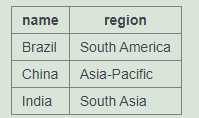 name region
Brazil South America
China Asia-Pacific
India South Asia